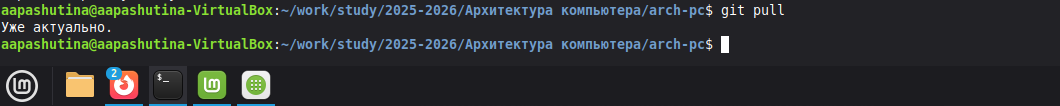 aapashutina@aapashutina-VirtualBox:~/work/study/2025-2026/Архитектура компьютера/arch-pc$ git pull
Уже актуально.
aapashutina@aapashutina-VirtualBox:~/work/study/2025-2026/Архитектура компьютера/arch-pc$
2
$_